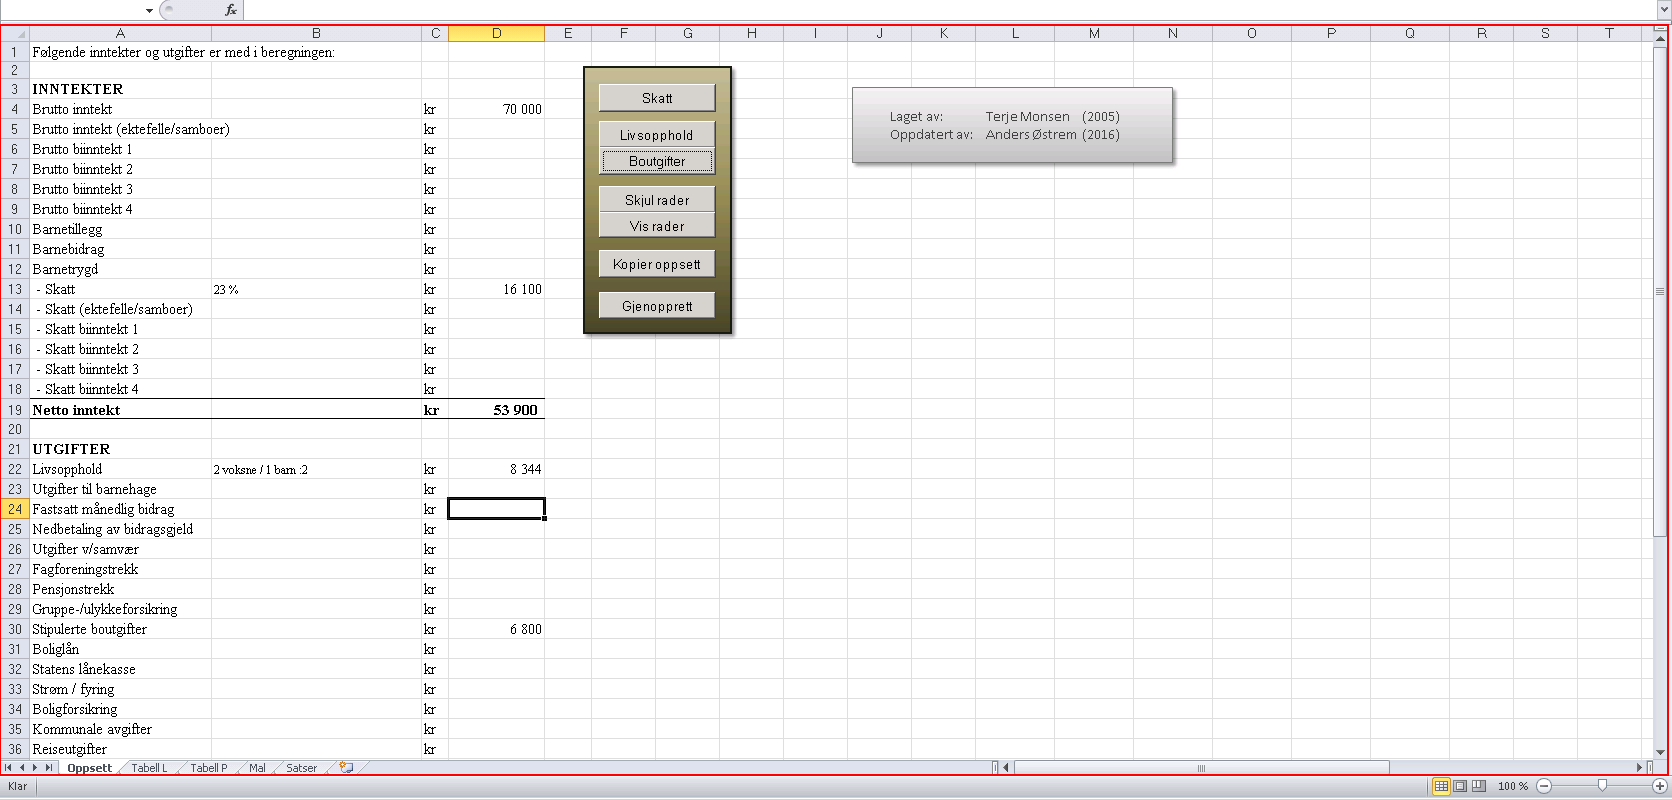 fx
A B C D E F G H I J K L M N O P Q R S T
1 Følgende inntekter og utgifter er med i beregningen:
2
3 INNTEKTER
4 Brutto inntekt kr 70 000
5 Brutto inntekt (ektefelle/samboer) kr
6 Brutto biinntekt 1 kr
7 Brutto biinntekt 2 kr
8 Brutto biinntekt 3 kr
9 Brutto biinntekt 4 kr
10 Barnetillegg kr
11 Barnebidrag kr
12 Barnetrygd kr
13 - Skatt 23 % kr 16 100
14 - Skatt (ektefelle/samboer) kr
15 - Skatt biinntekt 1 kr
16 - Skatt biinntekt 2 kr
17 - Skatt biinntekt 3 kr
18 - Skatt biinntekt 4 kr
19 Netto inntekt kr 53 900
20
21 UTGIFTER
22 Livsopphold 2 voksne / 1 barn :2 kr 8 344
23 Utgifter til barnehage kr
24 Fastsatt månedlig bidrag kr
25 Nedbetaling av bidragsgjeld kr
26 Utgifter v/samvær kr
27 Fagforeningstrekk kr
28 Pensjonstrekk kr
29 Gruppe-/ulykkeforsikring kr
30 Stipulerte boutgifter kr 6 800
31 Boliglån kr
32 Statens lånekasse kr
33 Strøm / fyring kr
34 Boligforsikring kr
35 Kommunale avgifter kr
36 Reiseutgifter kr
Skatt
Livsopphold
Boutgifter
Skjul rader
Vis rader
Kopier oppsett
Gjenopprett
Laget av: Terje Monsen (2005)
Oppdatert av: Anders Østrem (2016)
Oppsett Tabell L Tabell P Mal Satser
Klar 100 %